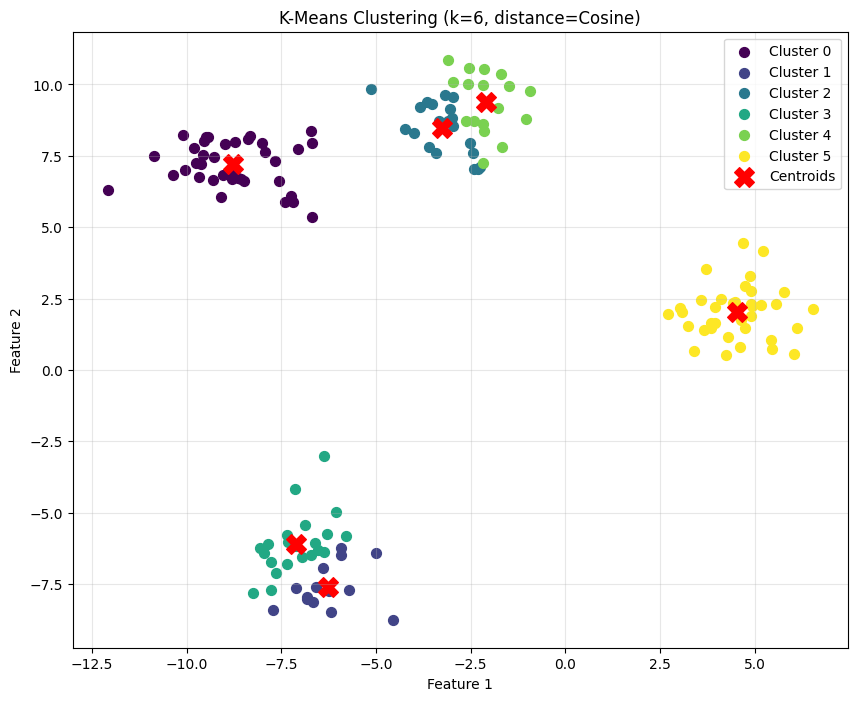 K-Means Clustering (k=6, distance=Cosine)
Cluster 0
Cluster 1
Cluster 2
Cluster 3
Cluster 4
Cluster 5
Centroids
Feature 2
10.0
7.5
5.0
2.5
0.0
−2.5
−5.0
−7.5
−12.5 −10.0 −7.5 −5.0 −2.5 0.0 2.5 5.0
Feature 1